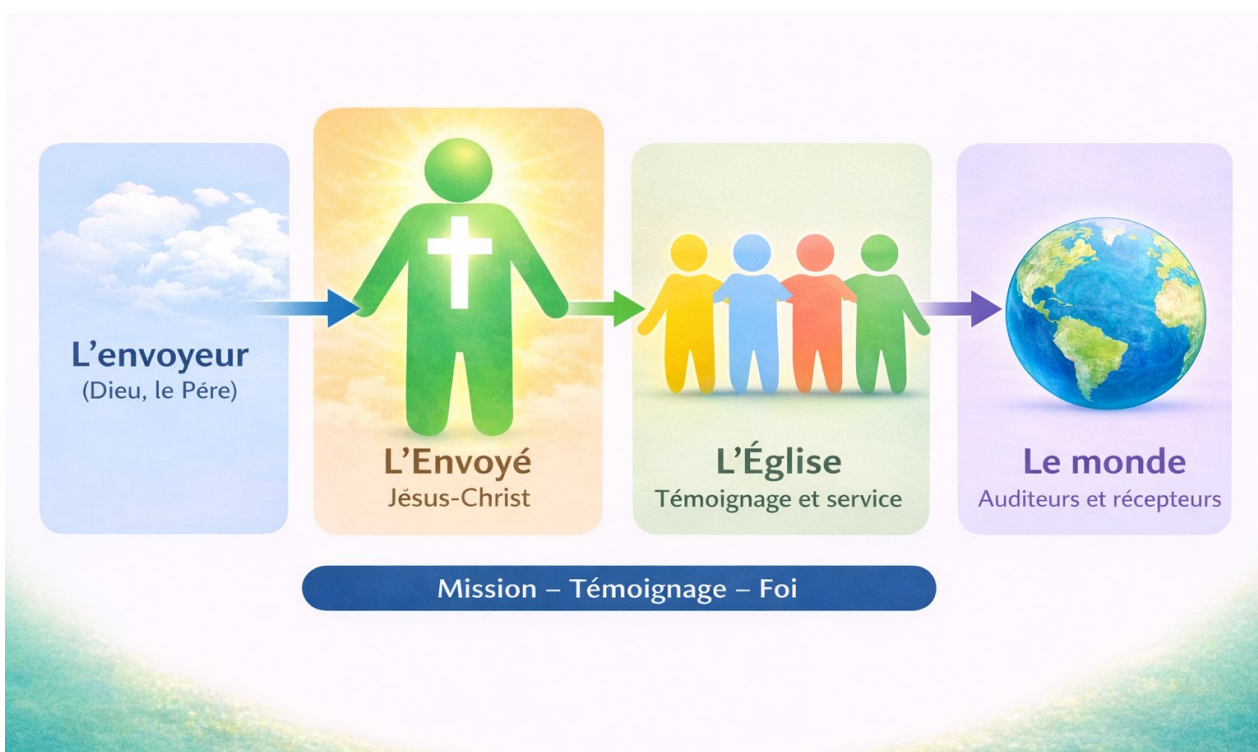 L'envoyeur
(Dieu, le Pére)
L'Envoyé
Jésus-Christ
L'Église
Témoignage et service
Le monde
Auditeurs et récepteurs
Mission – Témoignage – Foi